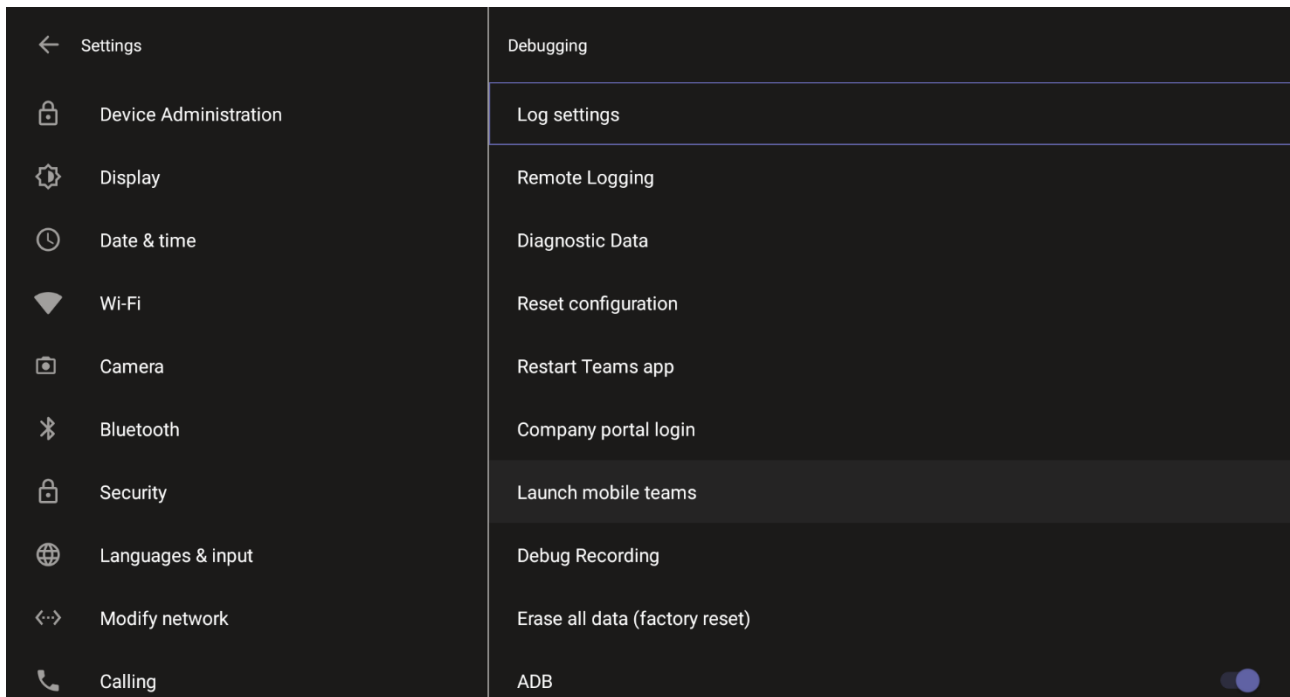 Settings
Device Administration
Display
Date & time
Wi-Fi
Camera
Bluetooth
Security
Languages & input
Modify network
Calling
Debugging
Log settings
Remote Logging
Diagnostic Data
Reset configuration
Restart Teams app
Company portal login
Launch mobile teams
Debug Recording
Erase all data (factory reset)
ADB